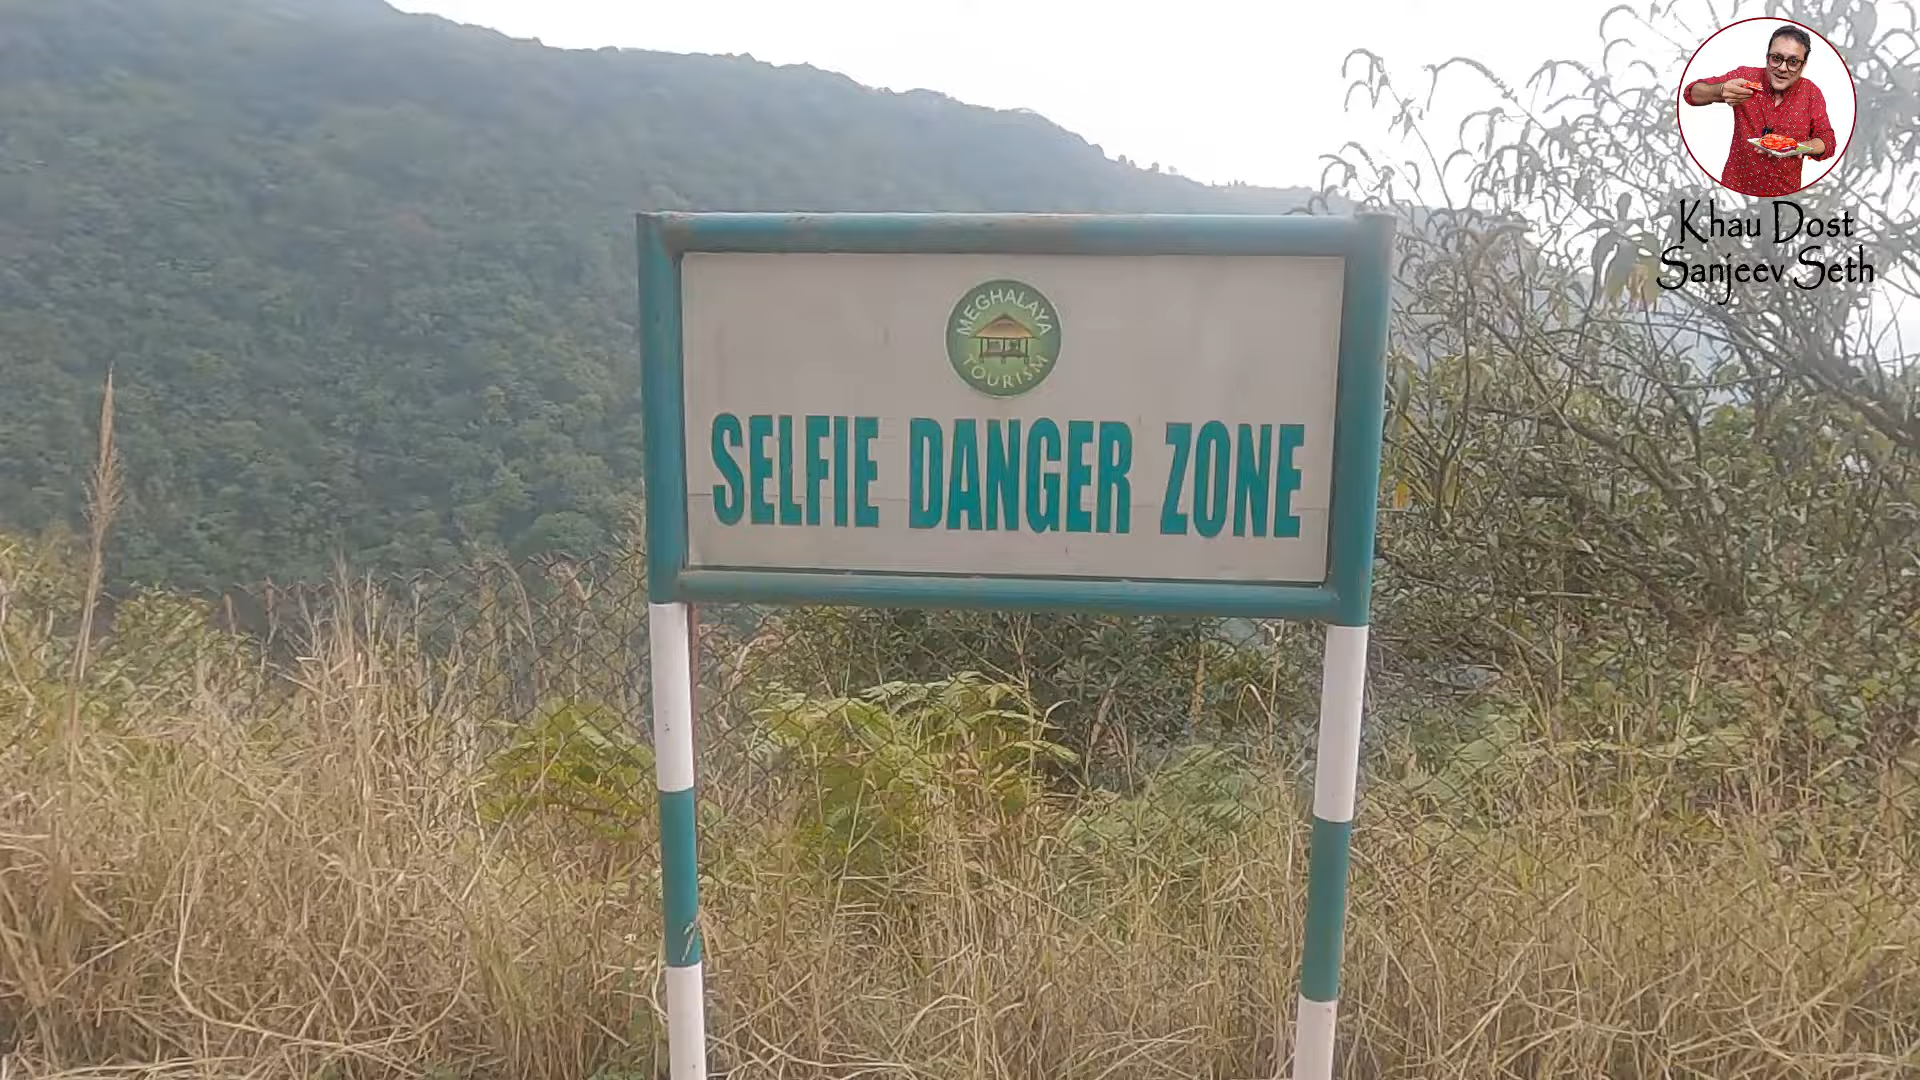 Khau Dost
Sanjeev Seth
MEGHALAYA
TOURISM
SELFIE DANGER ZONE